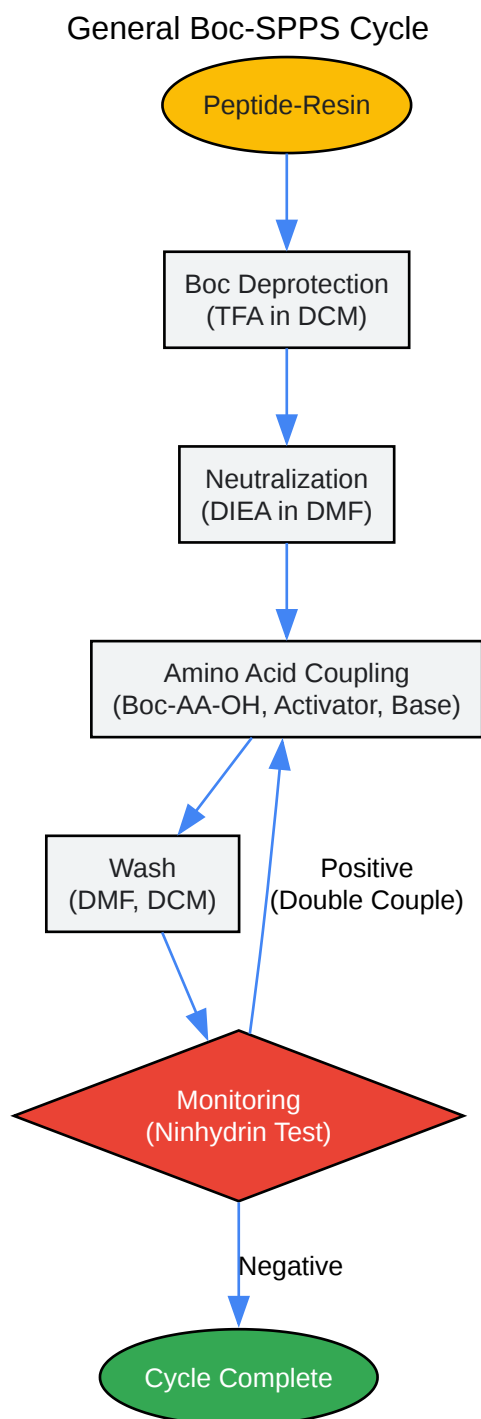 General Boc-SPPS Cycle
Peptide-Resin
Boc Deprotection
(TFA in DCM)
Neutralization
(DIEA in DMF)
Amino Acid Coupling
(Boc-AA-OH, Activator, Base)
Wash
(DMF, DCM)
Positive
(Double Couple)
Monitoring
(Ninhydrin Test)
Negative
Cycle Complete